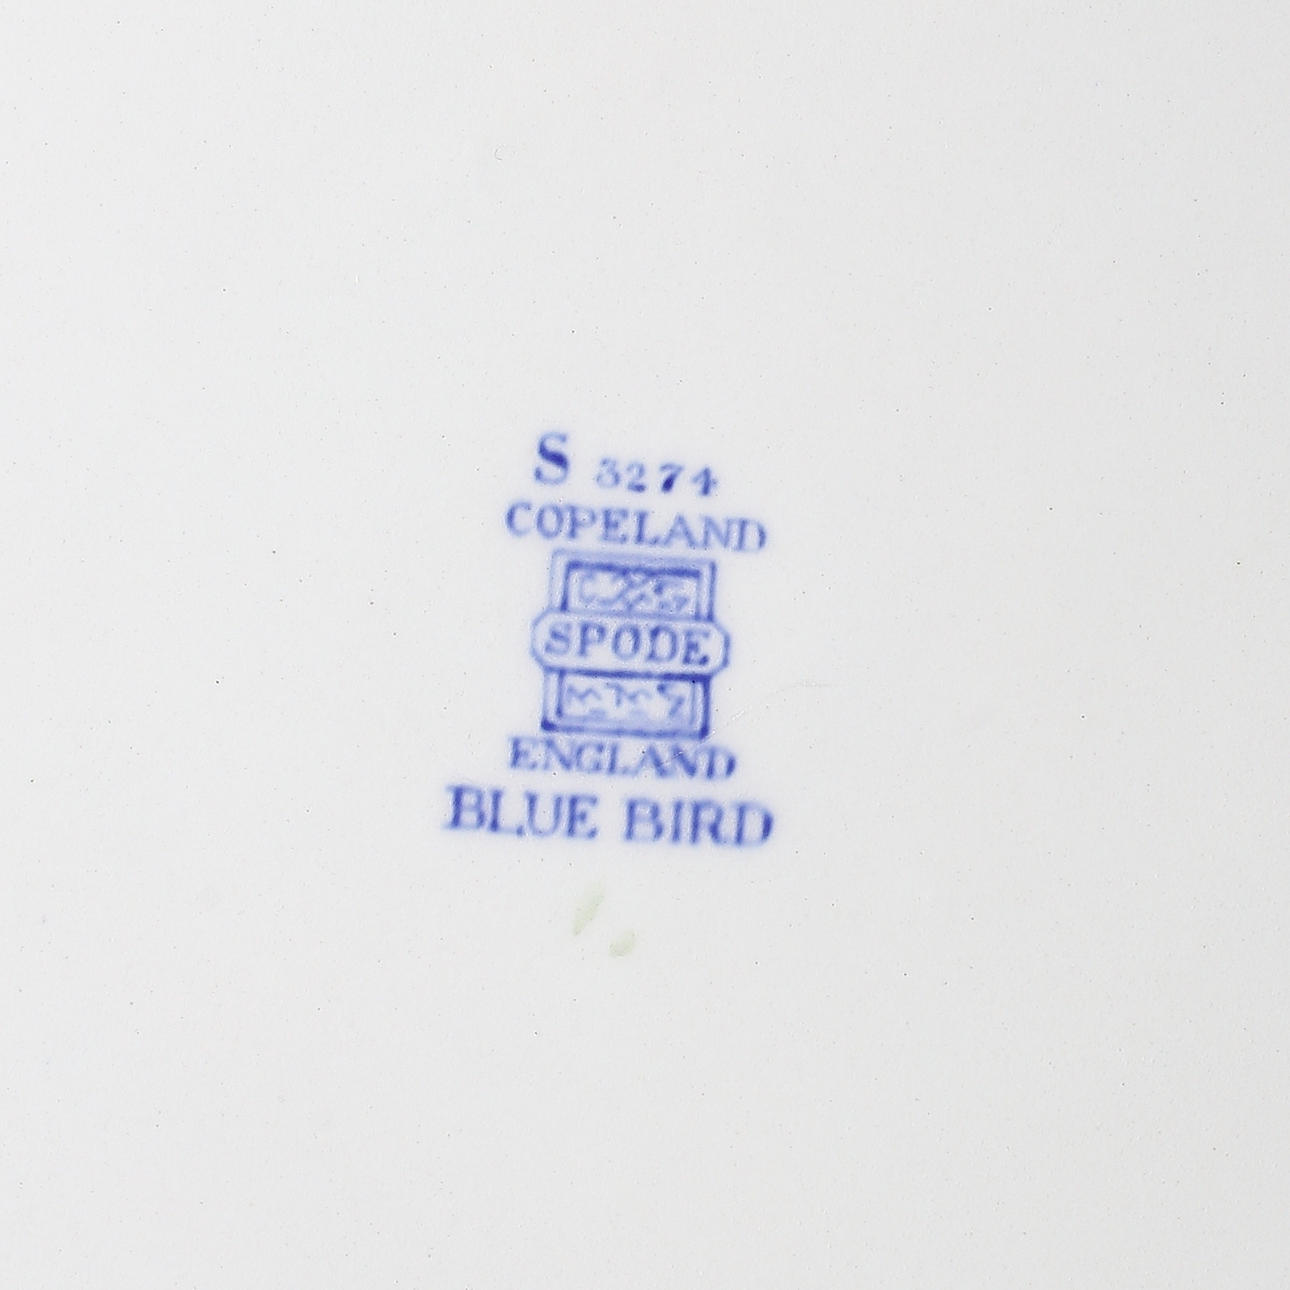 S 3274
COPELAND
SPODE
ENGLAND
BLUE BIRD